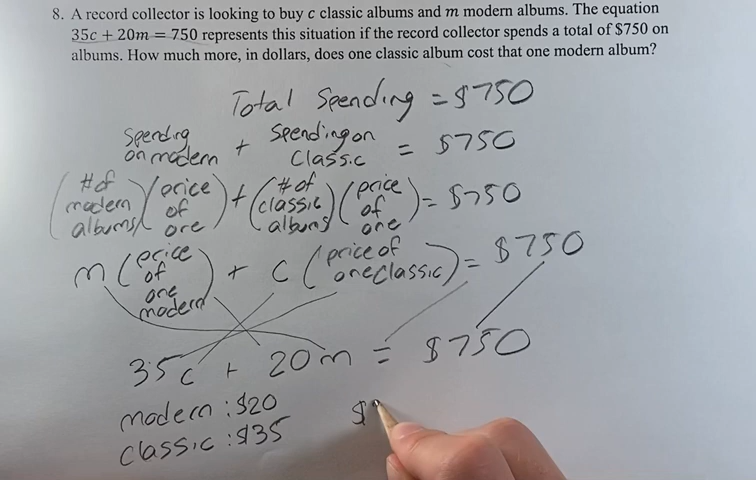 8. A record collector is looking to buy c classic albums and m modern albums. The equation
35c + 20m = 750 represents this situation if the record collector spends a total of $750 on
albums. How much more, in dollars, does one classic album cost that one modern album?
Total Spending = $750
Spending on modern + Spending on Classic = $750
(# of modern albums)(price of one) + (# of classic albums)(price of one) = $750
m (price of one modern) + c (price of one classic) = $750
35c + 20m = $750
modern : $20
classic : $35
$